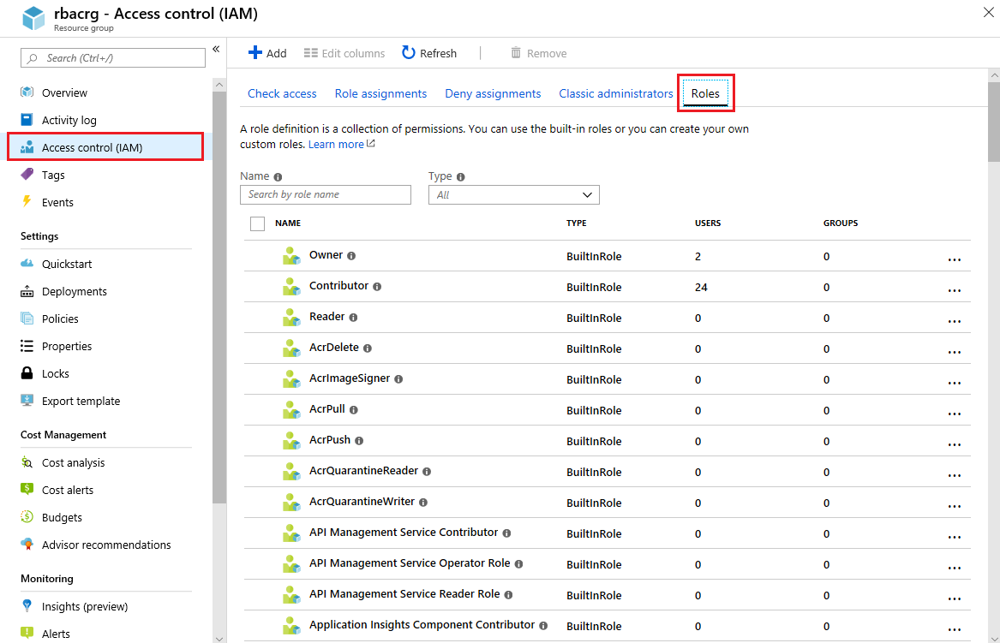 rbacrg - Access control (IAM)
Resource group
Search (Ctrl+/)
«
Overview
Activity log
Access control (IAM)
Tags
Events
Settings
Quickstart
Deployments
Policies
Properties
Locks
Export template
Cost Management
Cost analysis
Cost alerts
Budgets
Advisor recommendations
Monitoring
Insights (preview)
Alerts
Add Edit columns Refresh | Remove
Check access Role assignments Deny assignments Classic administrators Roles
A role definition is a collection of permissions. You can use the built-in roles or you can create your own
custom roles. Learn more
Name Type
Search by role name All
NAME TYPE USERS GROUPS
Owner BuiltInRole 2 0 ...
Contributor BuiltInRole 24 0 ...
Reader BuiltInRole 0 0 ...
AcrDelete BuiltInRole 0 0 ...
AcrImageSigner BuiltInRole 0 0 ...
AcrPull BuiltInRole 0 0 ...
AcrPush BuiltInRole 0 0 ...
AcrQuarantineReader BuiltInRole 0 0 ...
AcrQuarantineWriter BuiltInRole 0 0 ...
API Management Service Contributor BuiltInRole 0 0 ...
API Management Service Operator Role BuiltInRole 0 0 ...
API Management Service Reader Role BuiltInRole 0 0 ...
Application Insights Component Contributor BuiltInRole 0 0 ...